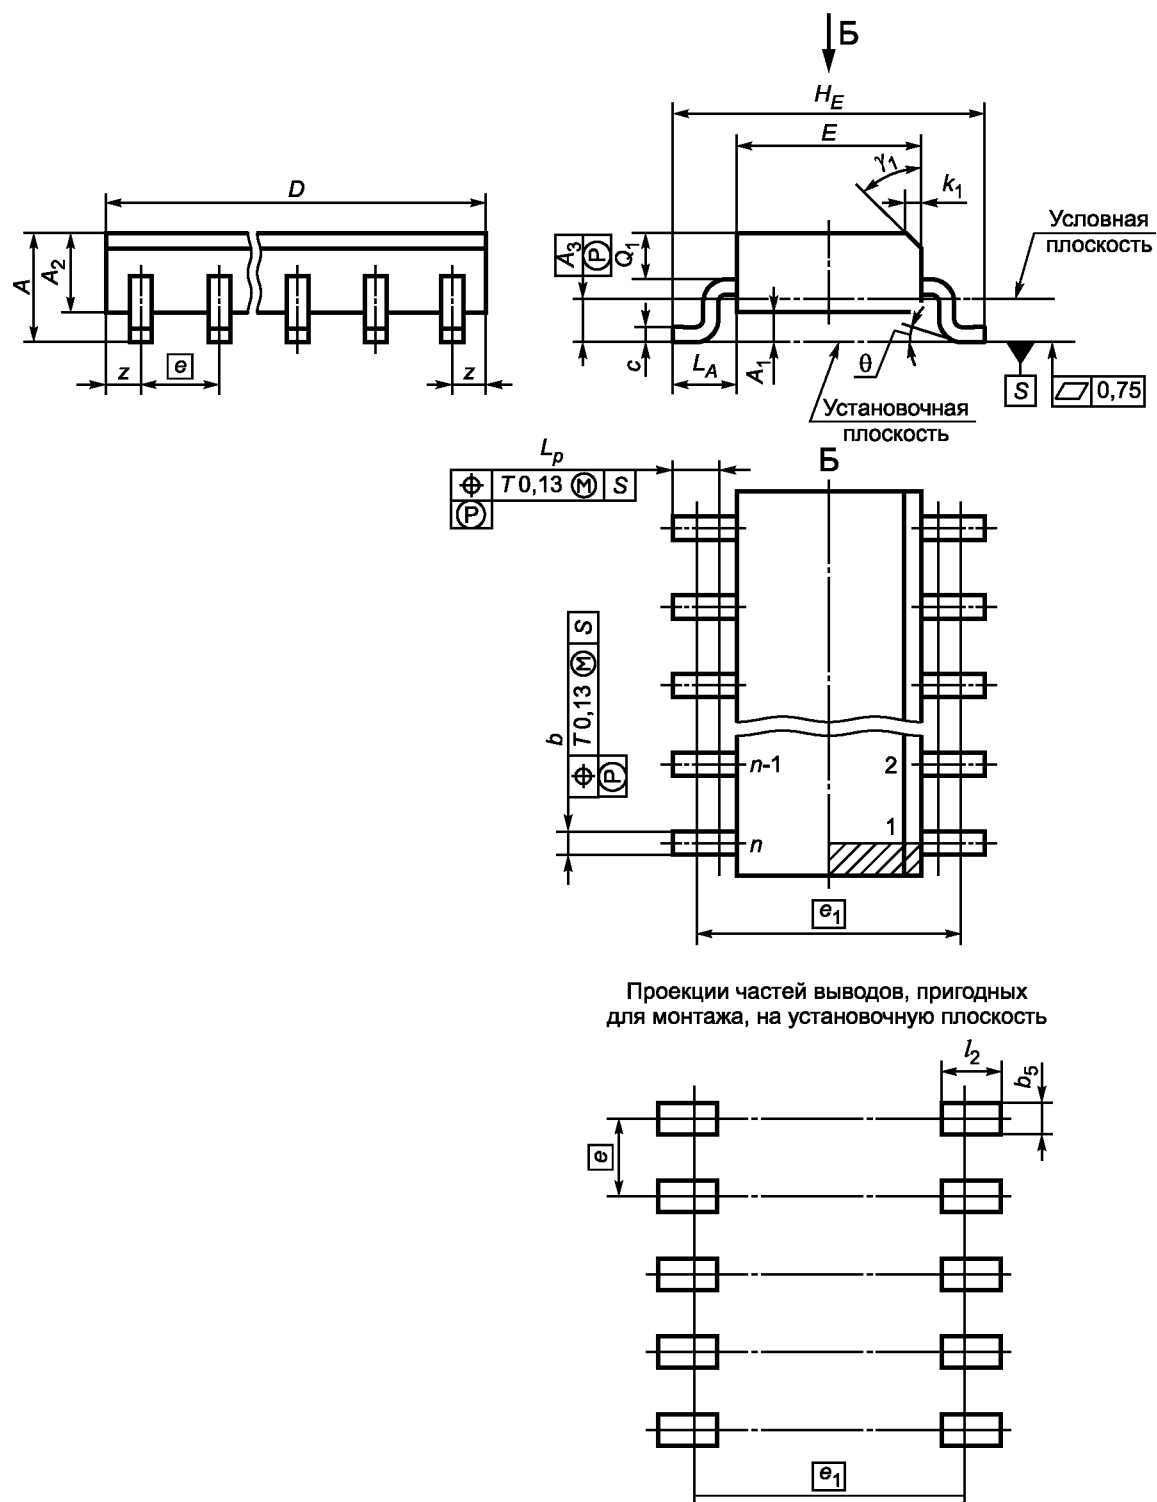 Б
H_E
E
γ₁
k₁
D
Условная
плоскость
A
A₂
A₃ Ⓟ
Q₁
z
e
z
c
L_A
A₁
θ
S
⏥ 0,75
Установочная
плоскость
L_p
⌖ T 0,13 Ⓜ S
Ⓟ
Б
b
⌖ T 0,13 Ⓜ S
Ⓟ
n-1
2
n
1
e₁
Проекции частей выводов, пригодных
для монтажа, на установочную плоскость
l₂
b₅
e
e₁